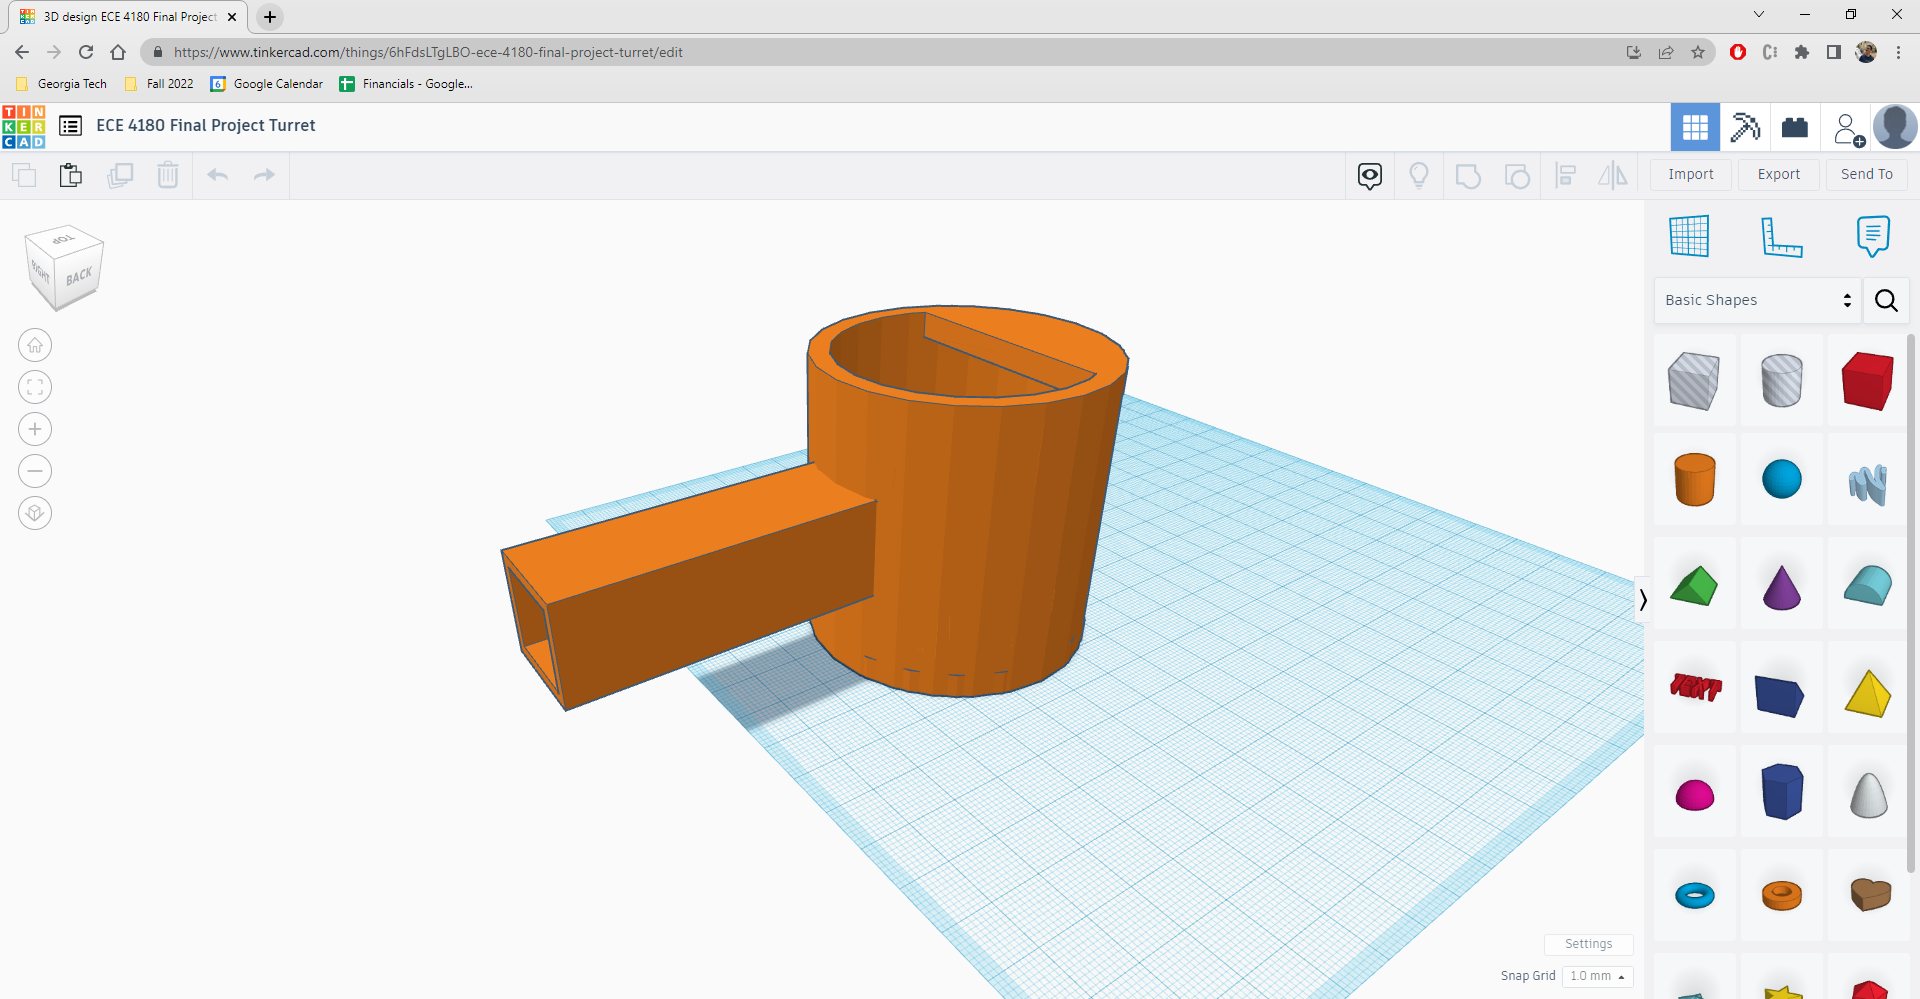 3D design ECE 4180 Final Project
https://www.tinkercad.com/things/6hFdsLTgLBO-ece-4180-final-project-turret/edit
Georgia Tech
Fall 2022
6
Google Calendar
Financials - Google...
TIN
KER
CAD
ECE 4180 Final Project Turret
Import
Export
Send To
TOP
RIGHT
BACK
Basic Shapes
TEXT
Settings
Snap Grid
1.0 mm